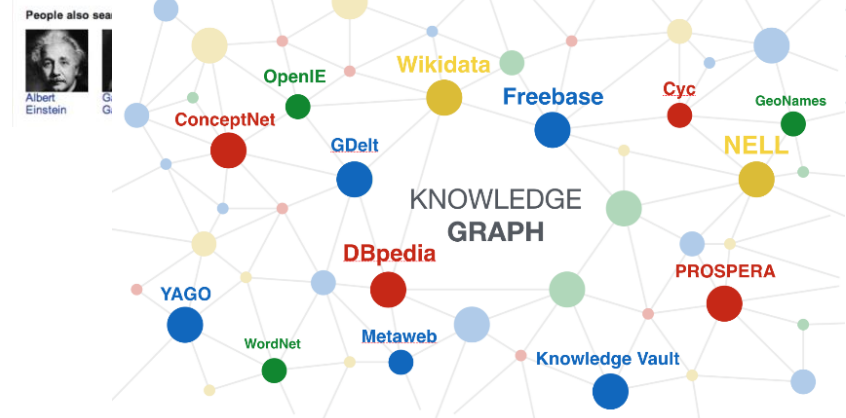 People also sea
Albert
Einstein
G
G
OpenIE
Wikidata
Freebase
Cyc
GeoNames
ConceptNet
GDelt
NELL
KNOWLEDGE
GRAPH
DBpedia
PROSPERA
YAGO
WordNet
Metaweb
Knowledge Vault